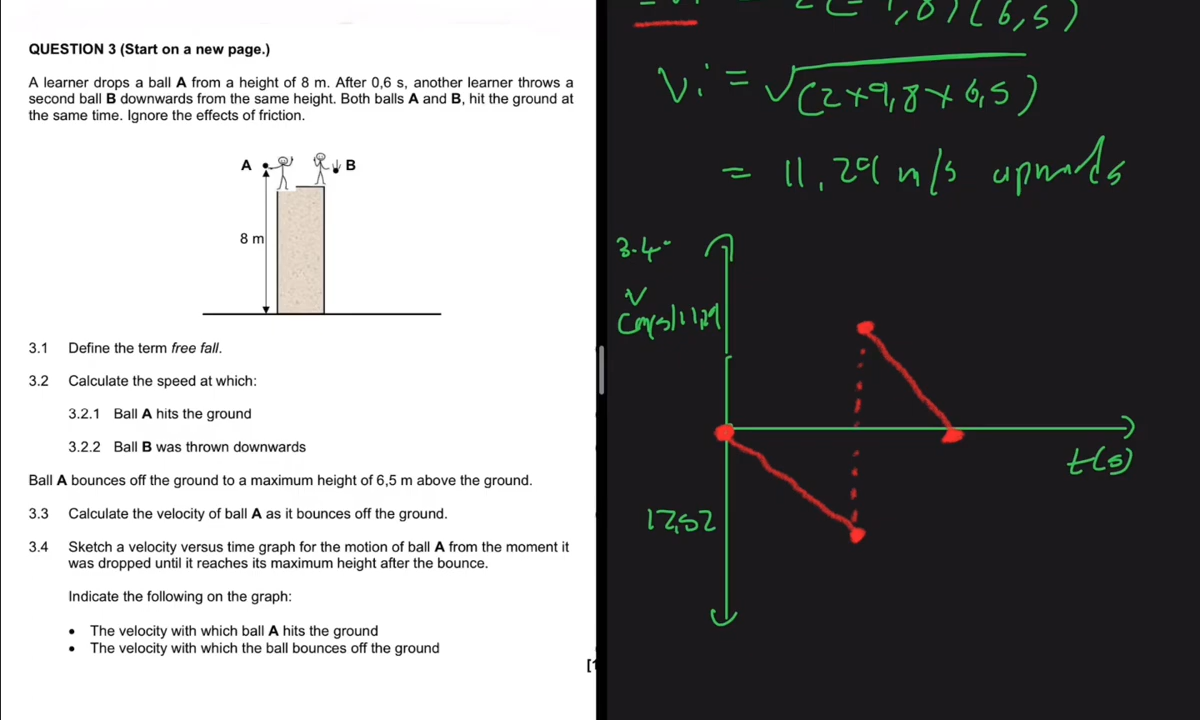 QUESTION 3 (Start on a new page.)
A learner drops a ball A from a height of 8 m. After 0,6 s, another learner throws a
second ball B downwards from the same height. Both balls A and B, hit the ground at
the same time. Ignore the effects of friction.
A
B
8 m
3.1 Define the term free fall.
3.2 Calculate the speed at which:
3.2.1 Ball A hits the ground
3.2.2 Ball B was thrown downwards
Ball A bounces off the ground to a maximum height of 6,5 m above the ground.
3.3 Calculate the velocity of ball A as it bounces off the ground.
3.4 Sketch a velocity versus time graph for the motion of ball A from the moment it
was dropped until it reaches its maximum height after the bounce.
Indicate the following on the graph:
• The velocity with which ball A hits the ground
• The velocity with which the ball bounces off the ground
Vi = √(2×9,8×6,5)
= 11,29 m/s upwards
3.4
V
(m/s) 11,29
t(s)
12,52